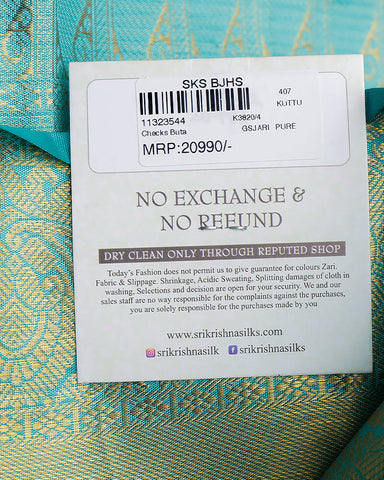 SKS BJHS
407
KUTTU
11323544
K3820/4
Checks Buta
GSJARI PURE
MRP:20990/-
NO EXCHANGE &
NO REFUND
DRY CLEAN ONLY THROUGH REPUTED SHOP
Today's Fashion does not permit us to give guarantee for colours Zari.
Fabric & Slippage. Shrinkage, Acidic Sweating, Splitting damages of cloth in
washing, Selections and decision are open for your security. We and our
sales staff are no way responsible for the complaints against the purchases,
you are solely responsible for the purchases made by you
www.srikrishnasilks.com
srikrishnasilk srikrishnasilks